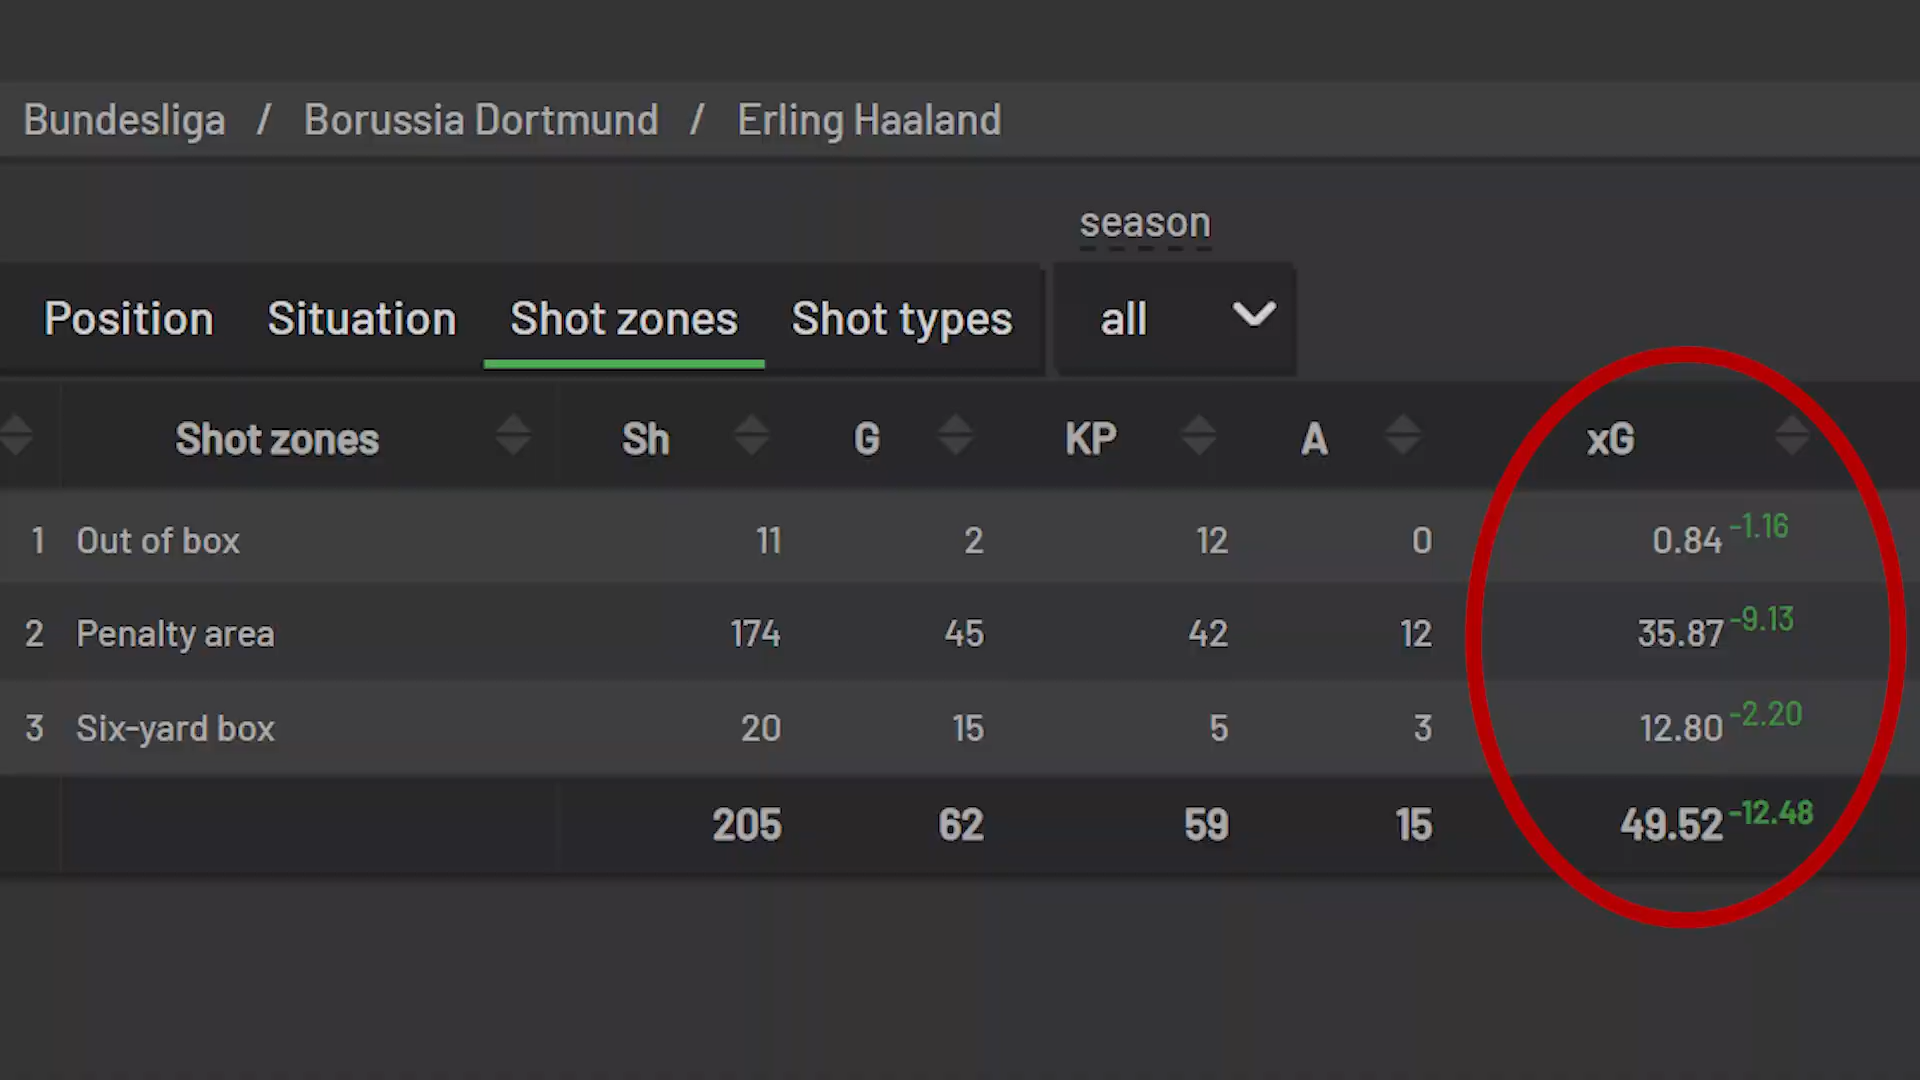 Bundesliga / Borussia Dortmund / Erling Haaland
season
Position Situation Shot zones Shot types all
Shot zones Sh G KP A xG
1 Out of box 11 2 12 0 0.84 -1.16
2 Penalty area 174 45 42 12 35.87 -9.13
3 Six-yard box 20 15 5 3 12.80 -2.20
205 62 59 15 49.52 -12.48